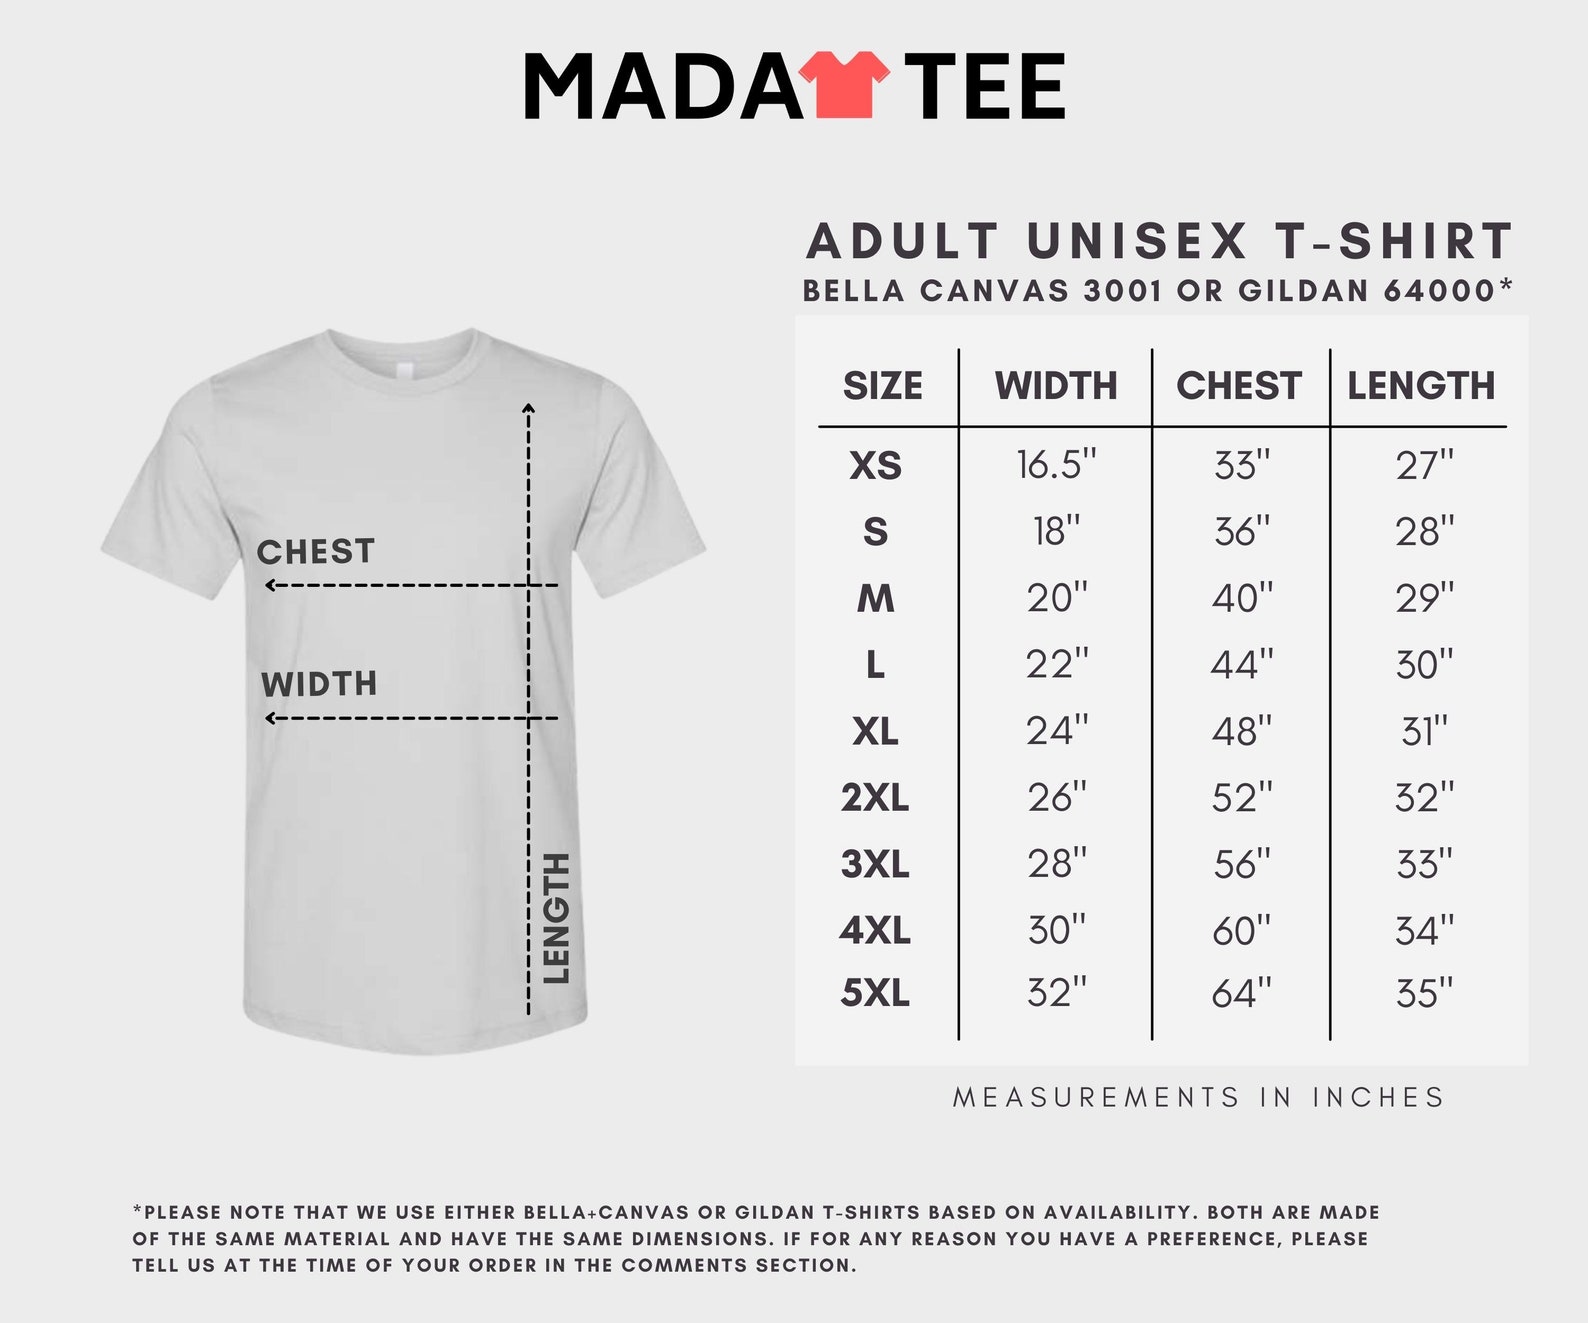 MADA TEE
ADULT UNISEX T-SHIRT
BELLA CANVAS 3001 OR GILDAN 64000*
SIZE WIDTH CHEST LENGTH
XS 16.5" 33" 27"
S 18" 36" 28"
M 20" 40" 29"
L 22" 44" 30"
XL 24" 48" 31"
2XL 26" 52" 32"
3XL 28" 56" 33"
4XL 30" 60" 34"
5XL 32" 64" 35"
MEASUREMENTS IN INCHES
CHEST
WIDTH
LENGTH
*PLEASE NOTE THAT WE USE EITHER BELLA+CANVAS OR GILDAN T-SHIRTS BASED ON AVAILABILITY. BOTH ARE MADE
OF THE SAME MATERIAL AND HAVE THE SAME DIMENSIONS. IF FOR ANY REASON YOU HAVE A PREFERENCE, PLEASE
TELL US AT THE TIME OF YOUR ORDER IN THE COMMENTS SECTION.